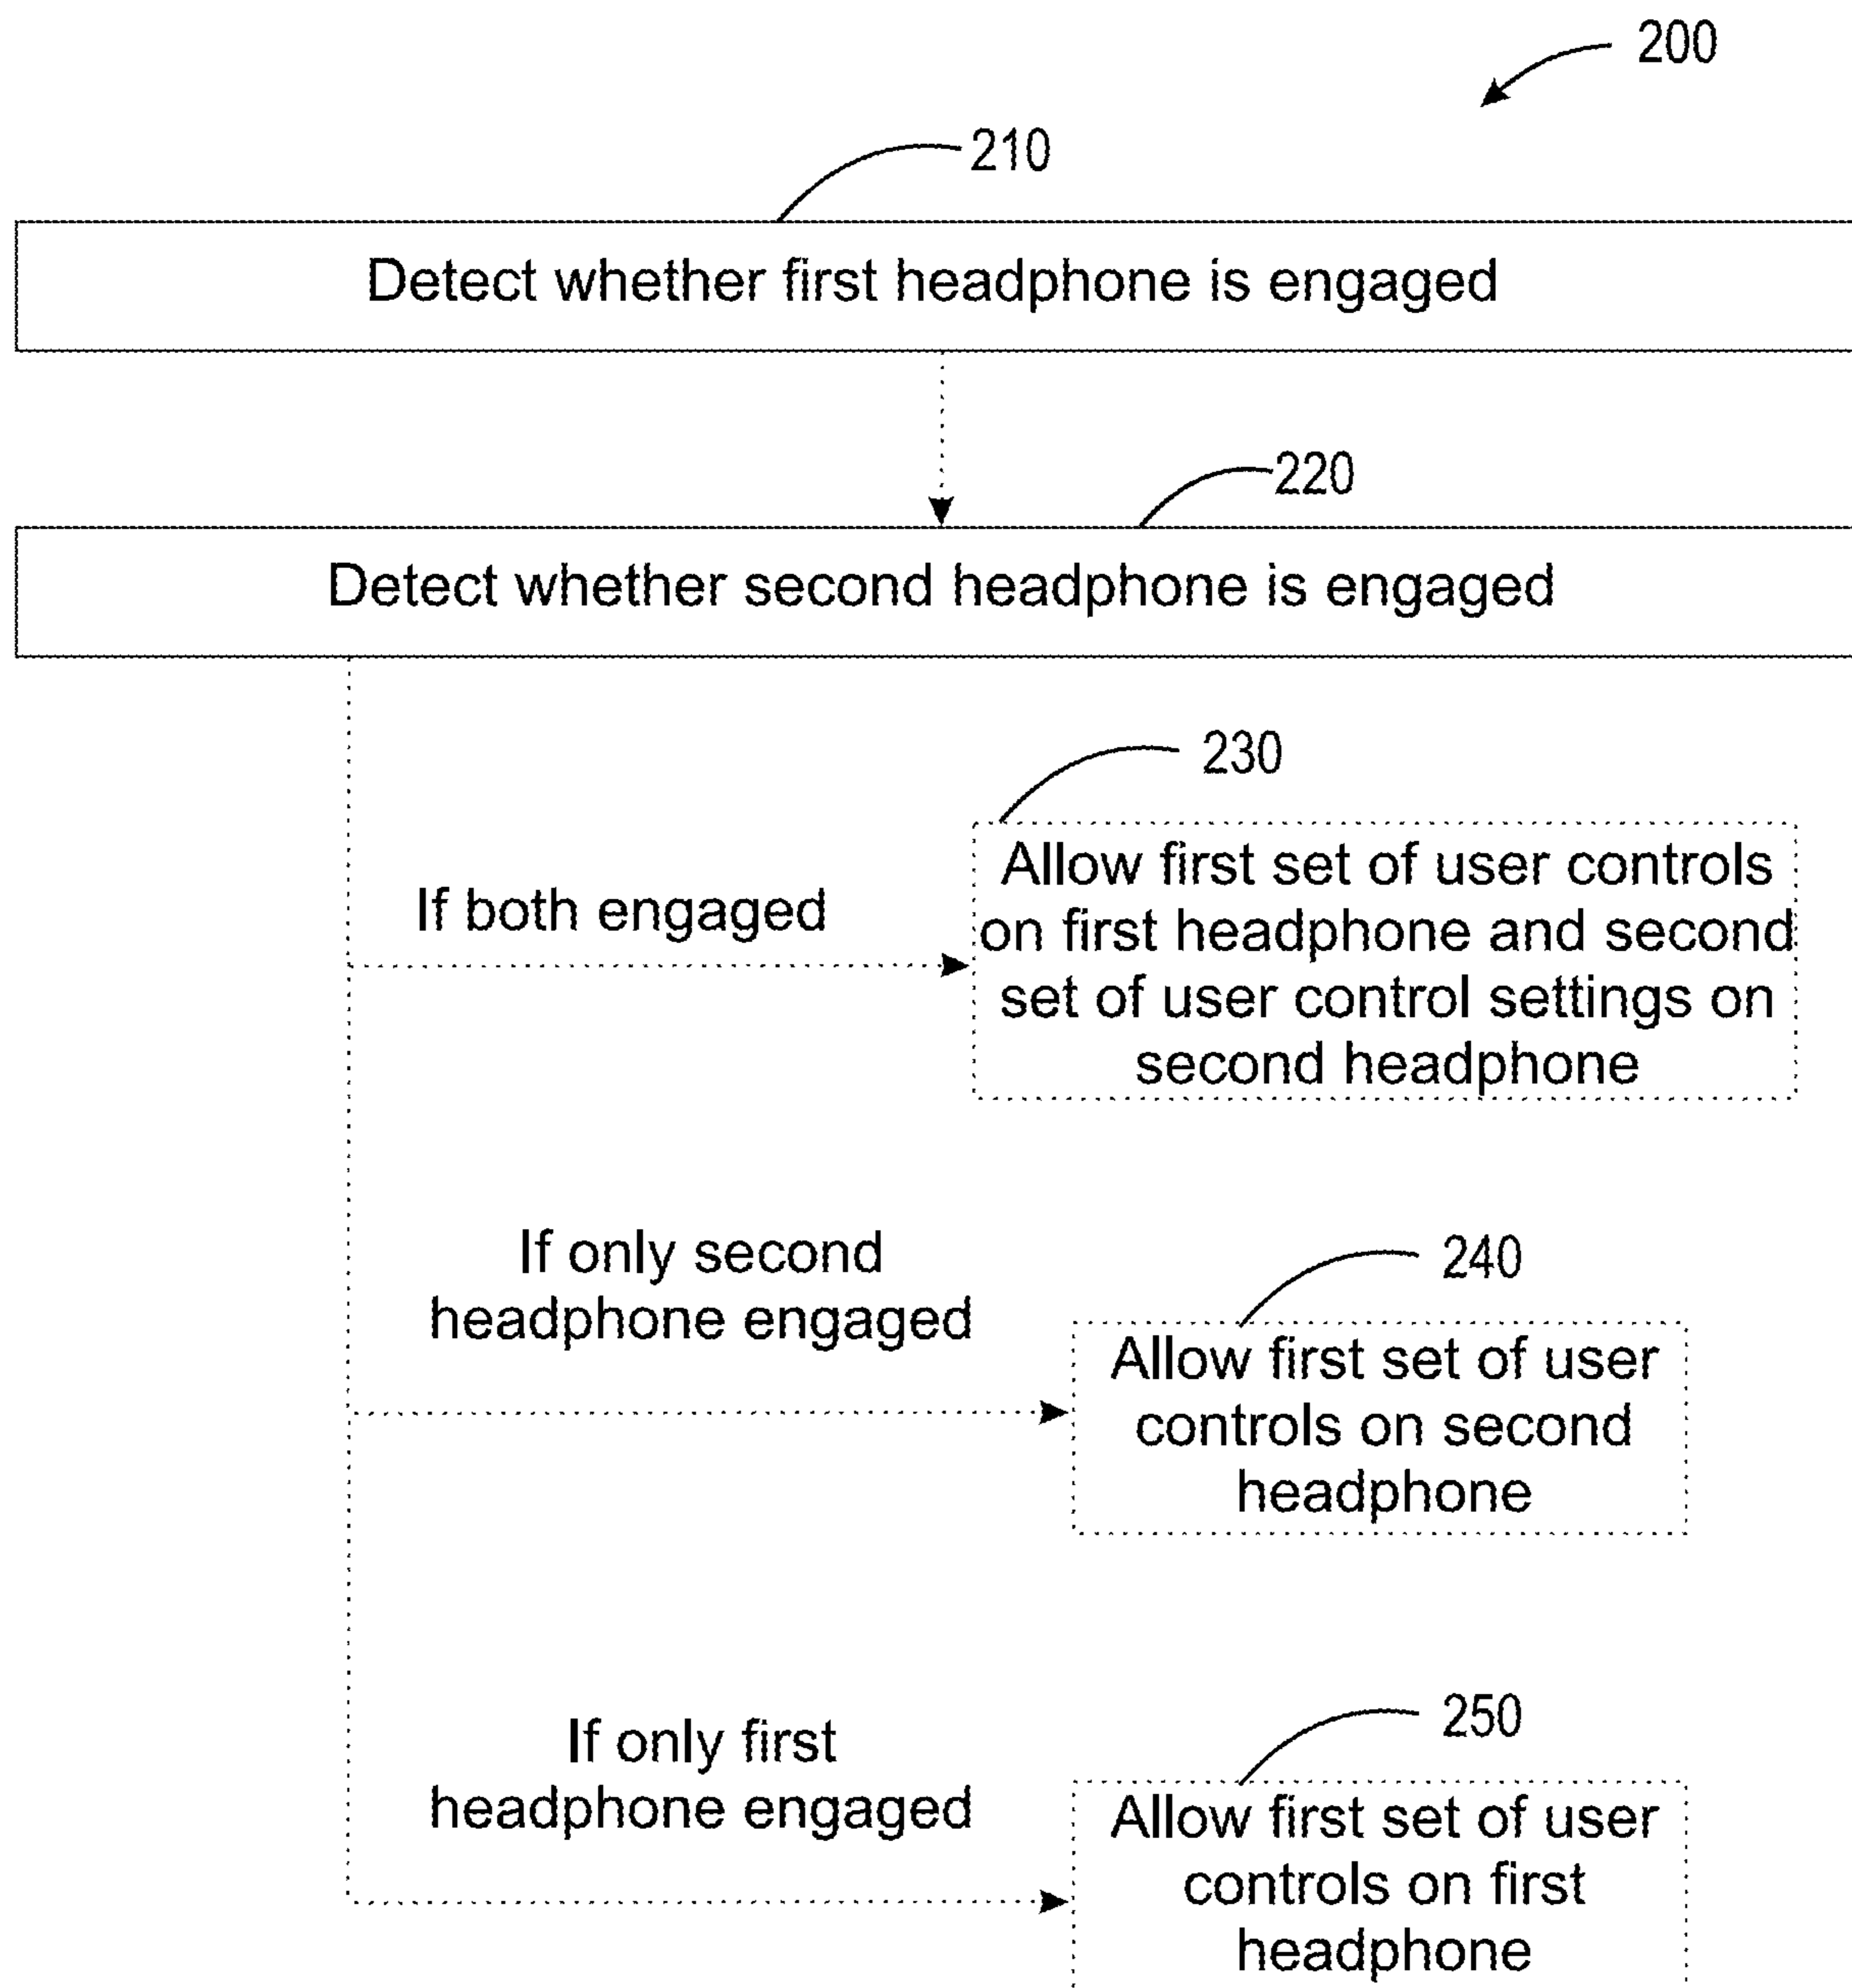 200
210
Detect whether first headphone is engaged
220
Detect whether second headphone is engaged
230
If both engaged
Allow first set of user controls
on first headphone and second
set of user control settings on
second headphone
If only second
headphone engaged
240
Allow first set of user
controls on second
headphone
If only first
headphone engaged
250
Allow first set of user
controls on first
headphone